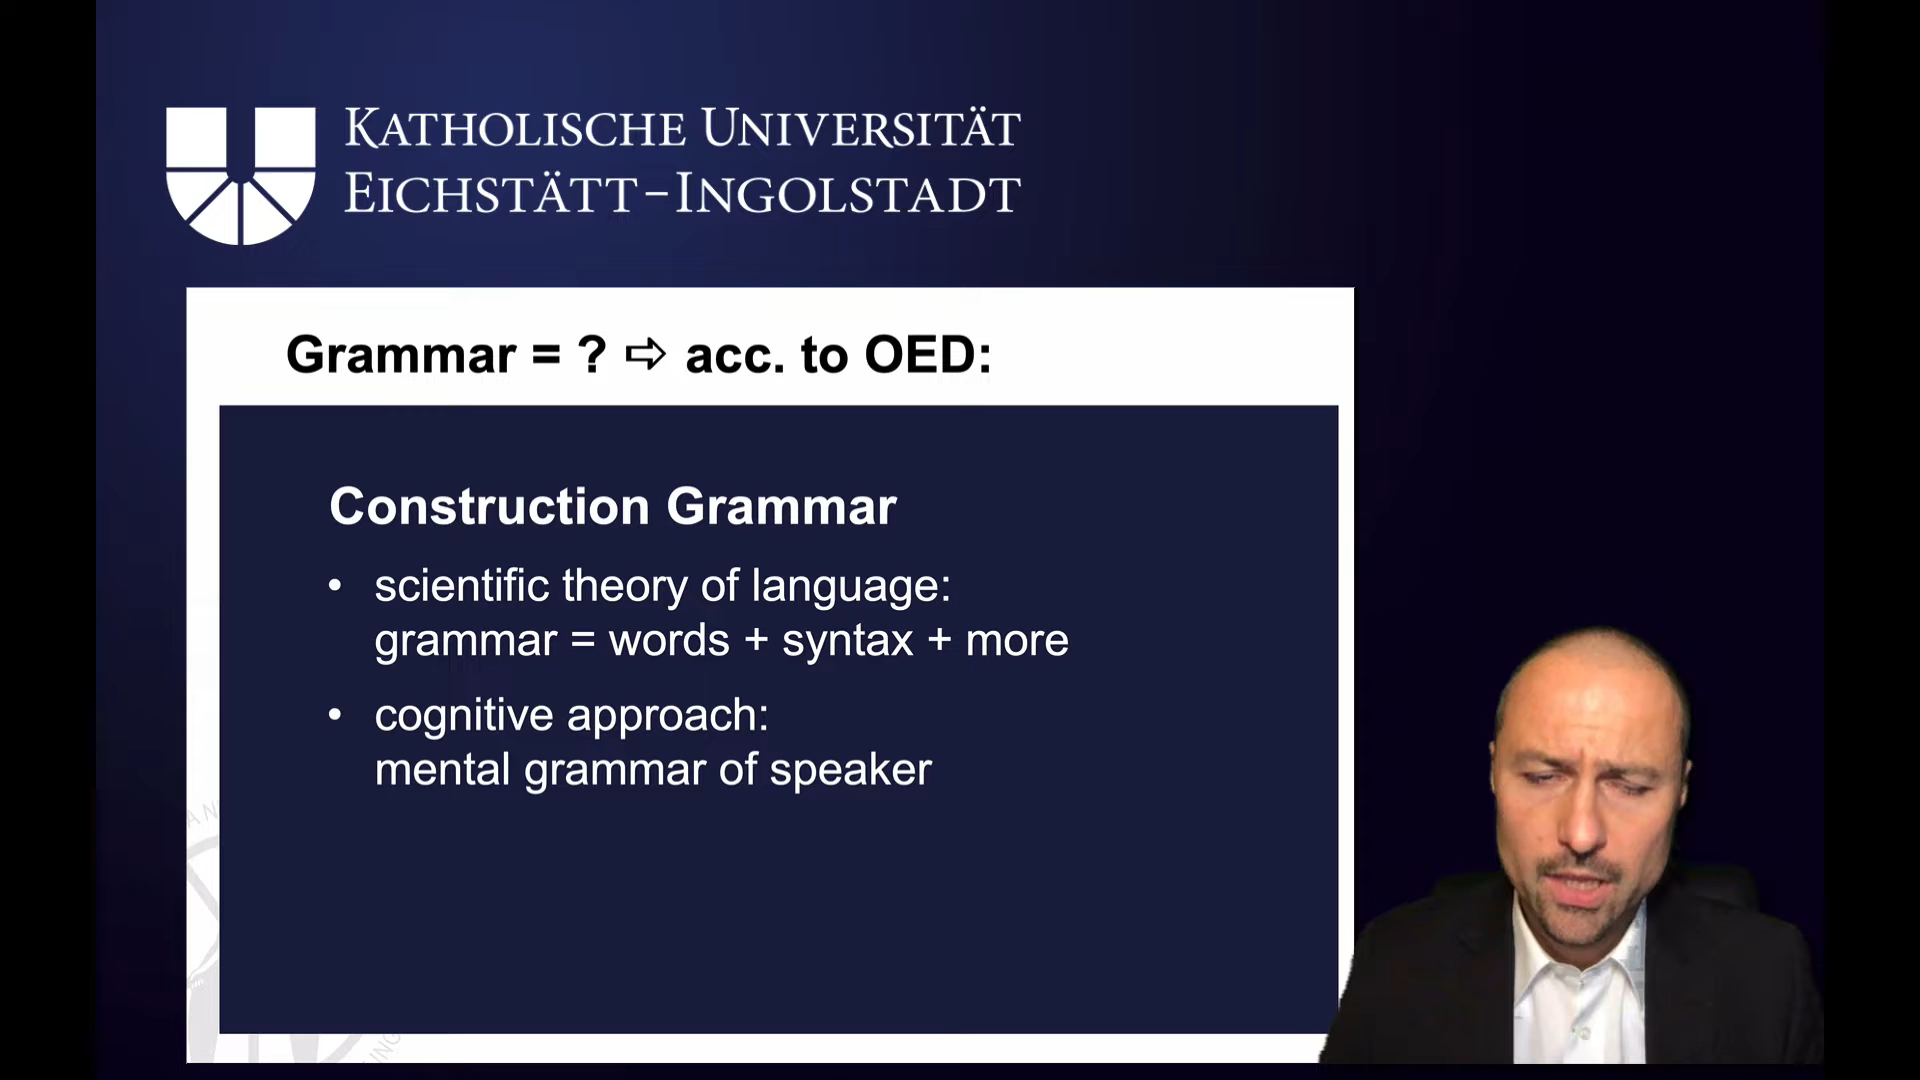 KATHOLISCHE UNIVERSITÄT
EICHSTÄTT-INGOLSTADT
Grammar = ? ⇨ acc. to OED:
Construction Grammar
• scientific theory of language:
grammar = words + syntax + more
• cognitive approach:
mental grammar of speaker